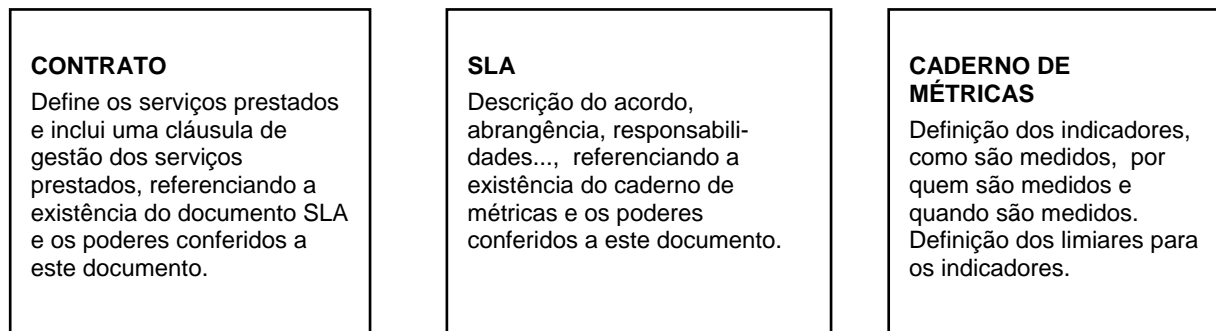 CONTRATO
Define os serviços prestados
e inclui uma cláusula de
gestão dos serviços
prestados, referenciando a
existência do documento SLA
e os poderes conferidos a
este documento.
SLA
Descrição do acordo,
abrangência, responsabili-
dades..., referenciando a
existência do caderno de
métricas e os poderes
conferidos a este documento.
CADERNO DE
MÉTRICAS
Definição dos indicadores,
como são medidos, por
quem são medidos e
quando são medidos.
Definição dos limiares para
os indicadores.